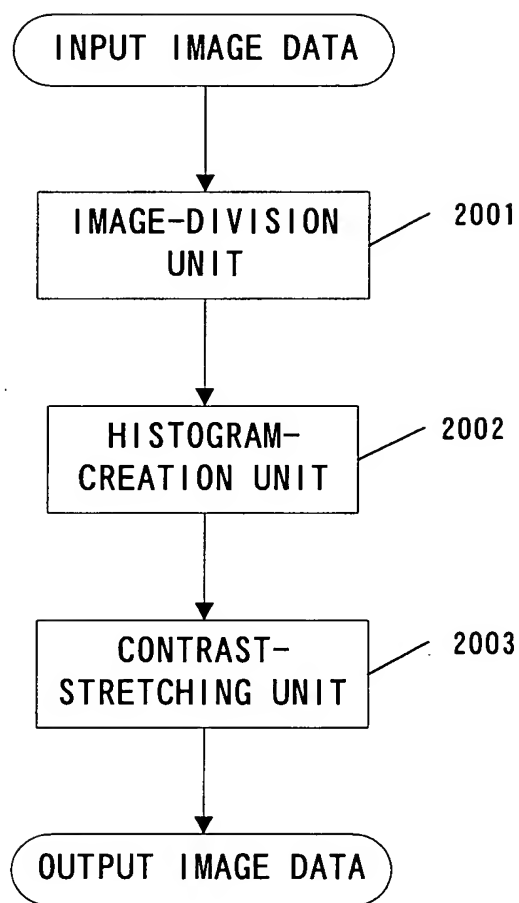 INPUT IMAGE DATA
IMAGE-DIVISION
UNIT
2001
HISTOGRAM-
CREATION UNIT
2002
CONTRAST-
STRETCHING UNIT
2003
OUTPUT IMAGE DATA